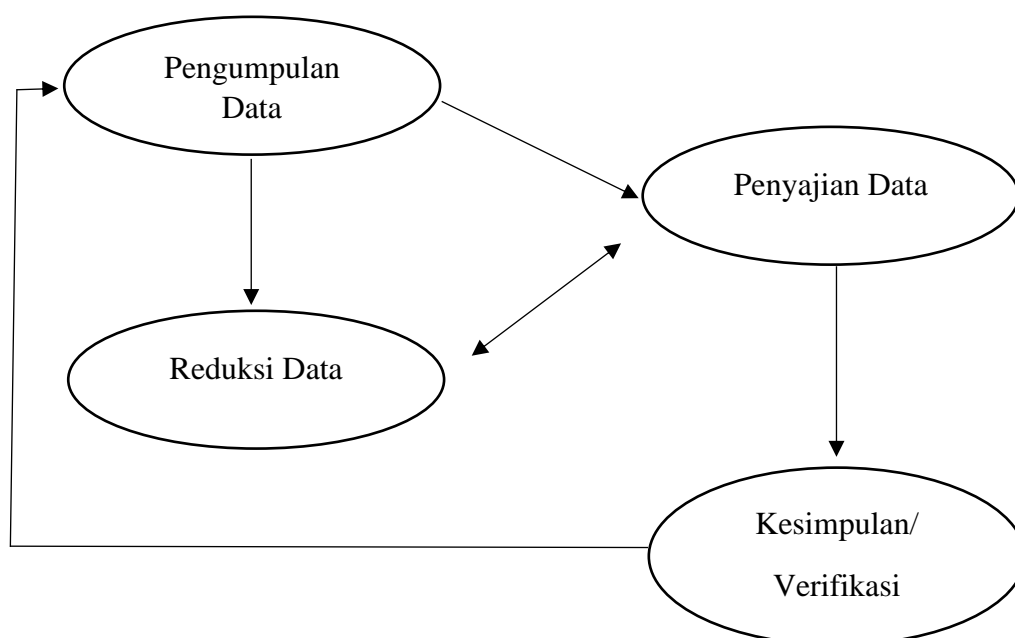 Pengumpulan
Data
Penyajian Data
Reduksi Data
Kesimpulan/
Verifikasi